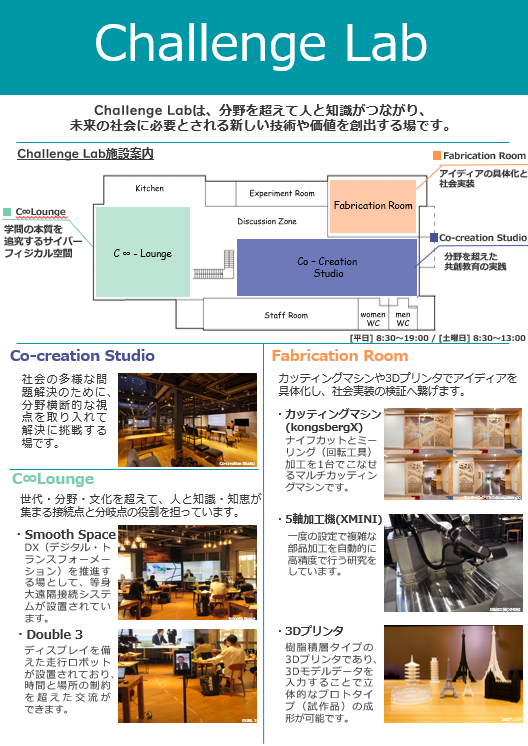 Challenge Lab
Challenge Labは、分野を超えて人と知識がつながり、
未来の社会に必要とされる新しい技術や価値を創出する場です。
Challenge Lab施設案内
Fabrication Room
アイディアの具体化と
社会実装
C∞Lounge
学問の本質を
追究するサイバー
フィジカル空間
Kitchen
Experiment Room
Fabrication Room
Discussion Zone
C ∞ - Lounge
Co – Creation
Studio
Co-creation Studio
分野を超えた
共創教育の実践
Staff Room
women
WC
men
WC
[平日] 8:30～19:00 / [土曜日] 8:30～13:00
Co-creation Studio
社会の多様な問
題解決のために、
分野横断的な視
点を取り入れて
解決に挑戦する
場です。
Co-creation Studio
C∞Lounge
世代・分野・文化を超えて、人と知識・知恵が
集まる接続点と分岐点の役割を担っています。
・Smooth Space
DX（デジタル・ト
ランスフォーメー
ション）を推進す
る場として、等身
大遠隔接続システ
ムが設置されてい
ます。
・Double 3
ディスプレイを備
えた走行ロボット
が設置されており、
時間と場所の制約
を超えた交流が
できます。
Fabrication Room
カッティングマシンや3Dプリンタでアイディアを
具体化し、社会実装の検証へ繋げます。
・カッティングマシン
(kongsbergX)
ナイフカットとミー
リング（回転工具）
加工を1台でこなせ
るマルチカッティン
グマシンです。
・5軸加工機(XMINI)
一度の設定で複雑な
部品加工を自動的に
高精度で行う研究を
しています。
・3Dプリンタ
樹脂積層タイプの
3Dプリンタであり、
3Dモデルデータを
入力することで立
体的なプロトタイ
プ（試作品）の成
形が可能です。
3Dプリンタ